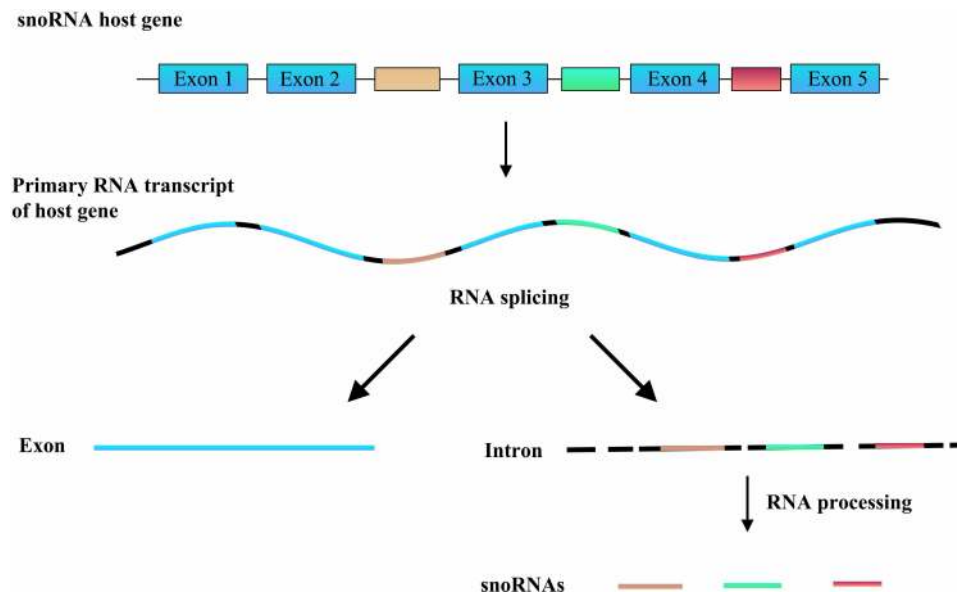 snoRNA host gene
Exon 1 Exon 2 Exon 3 Exon 4 Exon 5
Primary RNA transcript
of host gene
RNA splicing
Exon
Intron
RNA processing
snoRNAs